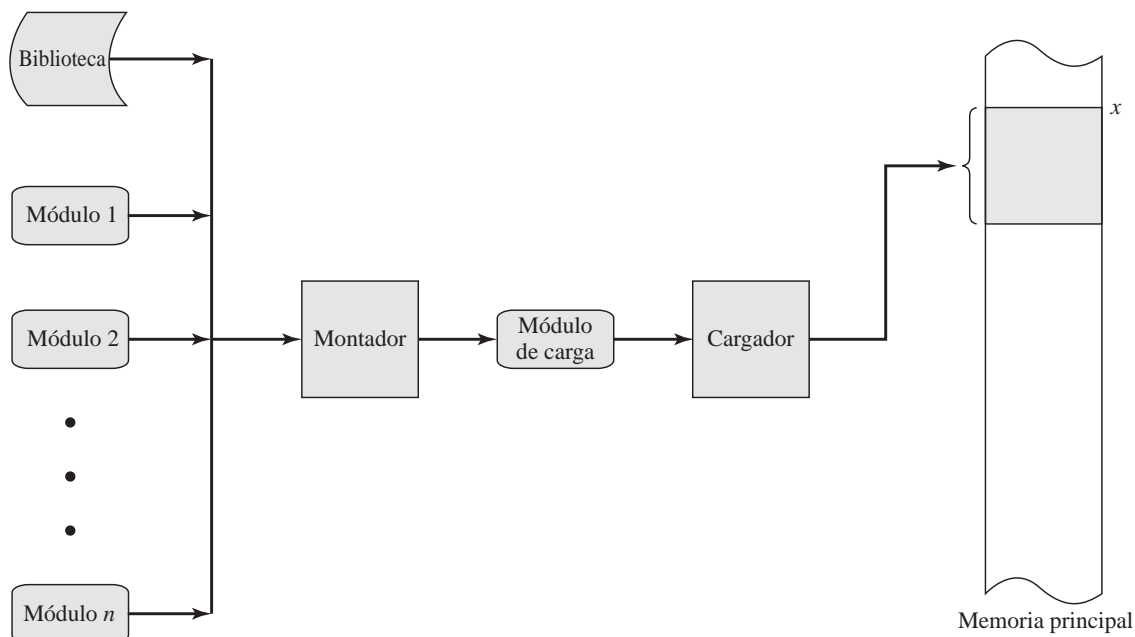 Biblioteca
Módulo 1
Módulo 2
Módulo n
Montador
Módulo
de carga
Cargador
x
Memoria principal